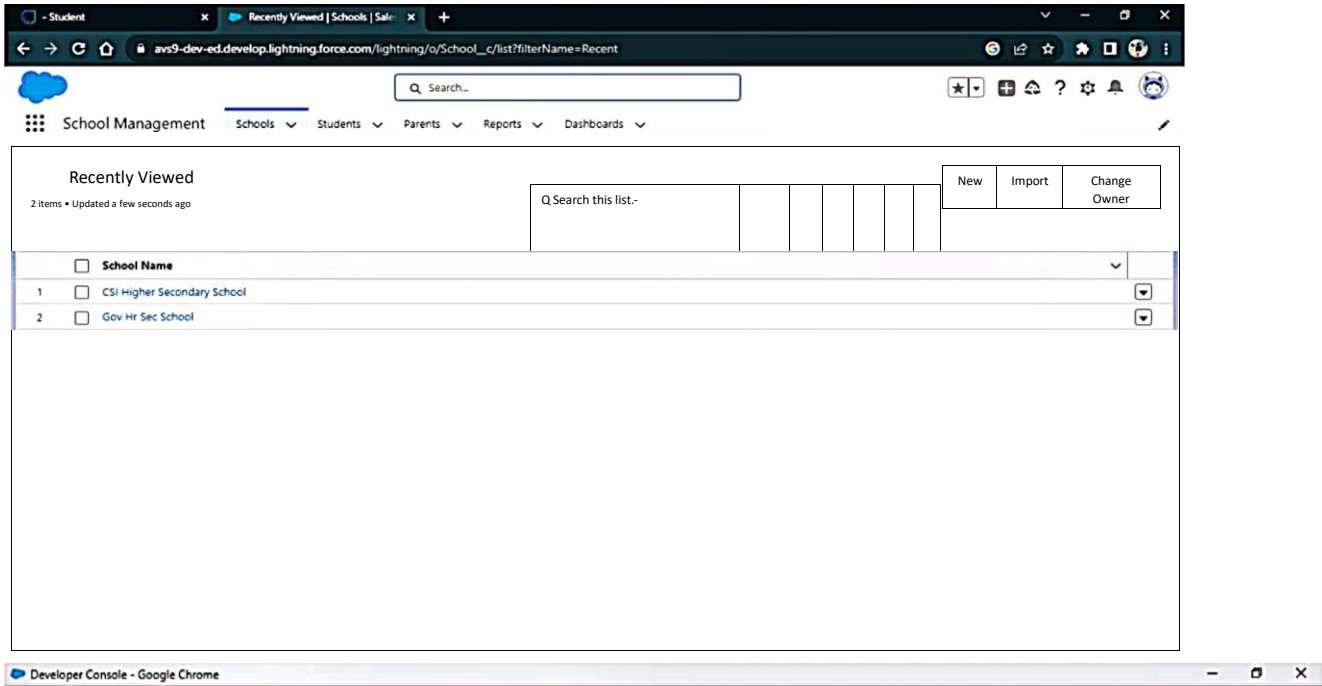 - Student
Recently Viewed | Schools | Sale
avs9-dev-ed.develop.lightning.force.com/lightning/o/School__c/list?filterName=Recent
Search...
School Management Schools Students Parents Reports Dashboards
Recently Viewed
2 items • Updated a few seconds ago
Q Search this list.-
New Import Change
Owner
School Name
1 CSI Higher Secondary School
2 Gov Hr Sec School
Developer Console - Google Chrome